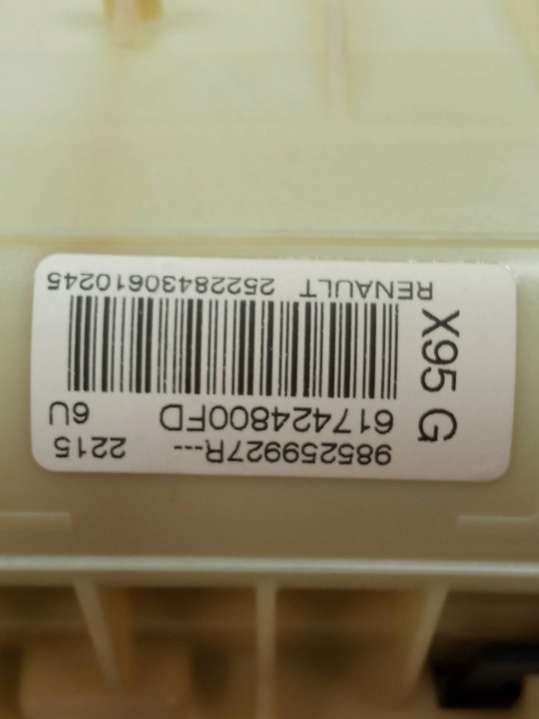 985259927R--- 2215
617424800FD 6U
RENAULT 25228430610245
X95 G